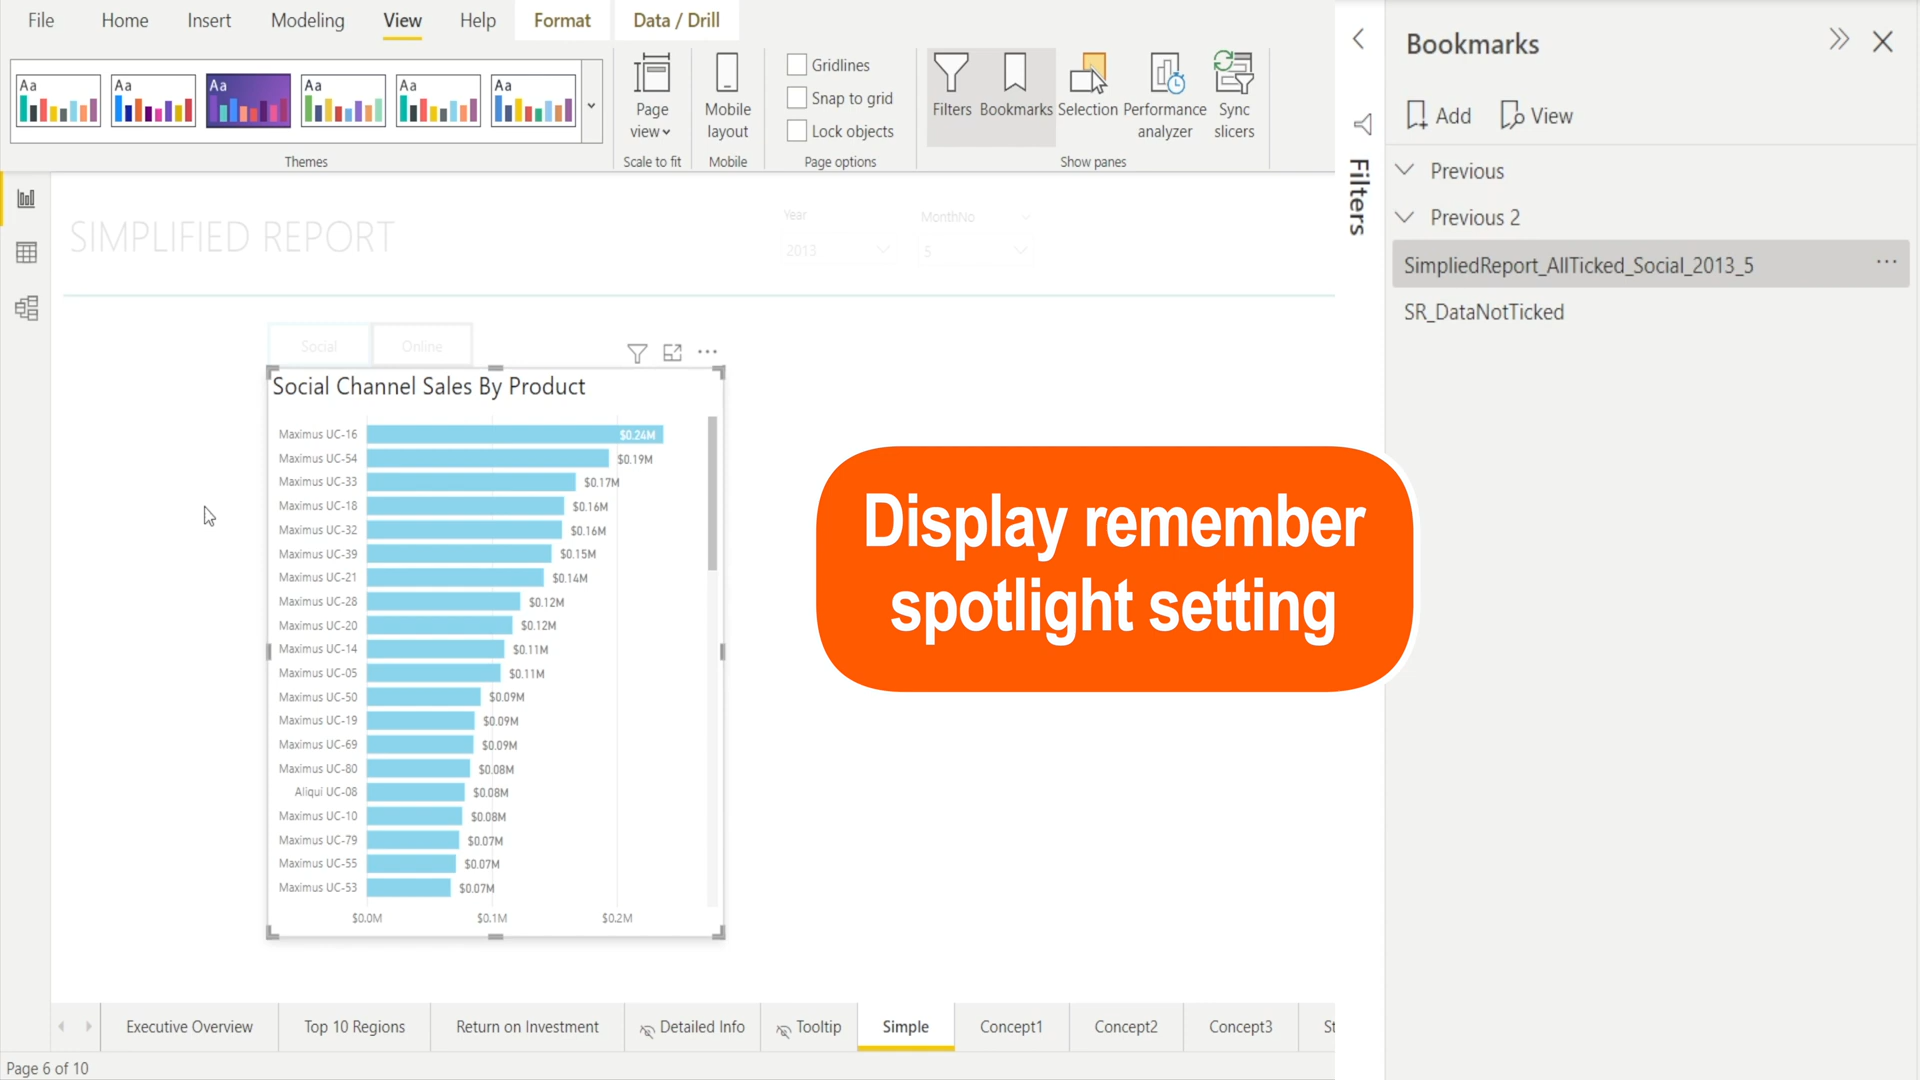 File Home Insert Modeling View Help Format Data / Drill
Aa Aa Aa Aa Aa Aa
Themes
Page view
Scale to fit
Mobile layout
Mobile
Gridlines
Snap to grid
Lock objects
Page options
Filters Bookmarks Selection Performance analyzer Sync slicers
Show panes
Filters
Bookmarks
Add View
Previous
Previous 2
SimpliedReport_AllTicked_Social_2013_5
SR_DataNotTicked
SIMPLIFIED REPORT
Year
2013
MonthNo
5
Social Online
Social Channel Sales By Product
Maximus UC-16 $0.24M
Maximus UC-54 $0.19M
Maximus UC-33 $0.17M
Maximus UC-18 $0.16M
Maximus UC-32 $0.16M
Maximus UC-39 $0.15M
Maximus UC-21 $0.14M
Maximus UC-28 $0.12M
Maximus UC-20 $0.12M
Maximus UC-14 $0.11M
Maximus UC-05 $0.11M
Maximus UC-50 $0.09M
Maximus UC-19 $0.09M
Maximus UC-69 $0.09M
Maximus UC-80 $0.08M
Aliqui UC-08 $0.08M
Maximus UC-10 $0.08M
Maximus UC-79 $0.07M
Maximus UC-55 $0.07M
Maximus UC-53 $0.07M
$0.0M $0.1M $0.2M
Display remember
spotlight setting
Executive Overview Top 10 Regions Return on Investment Detailed Info Tooltip Simple Concept1 Concept2 Concept3 St
Page 6 of 10